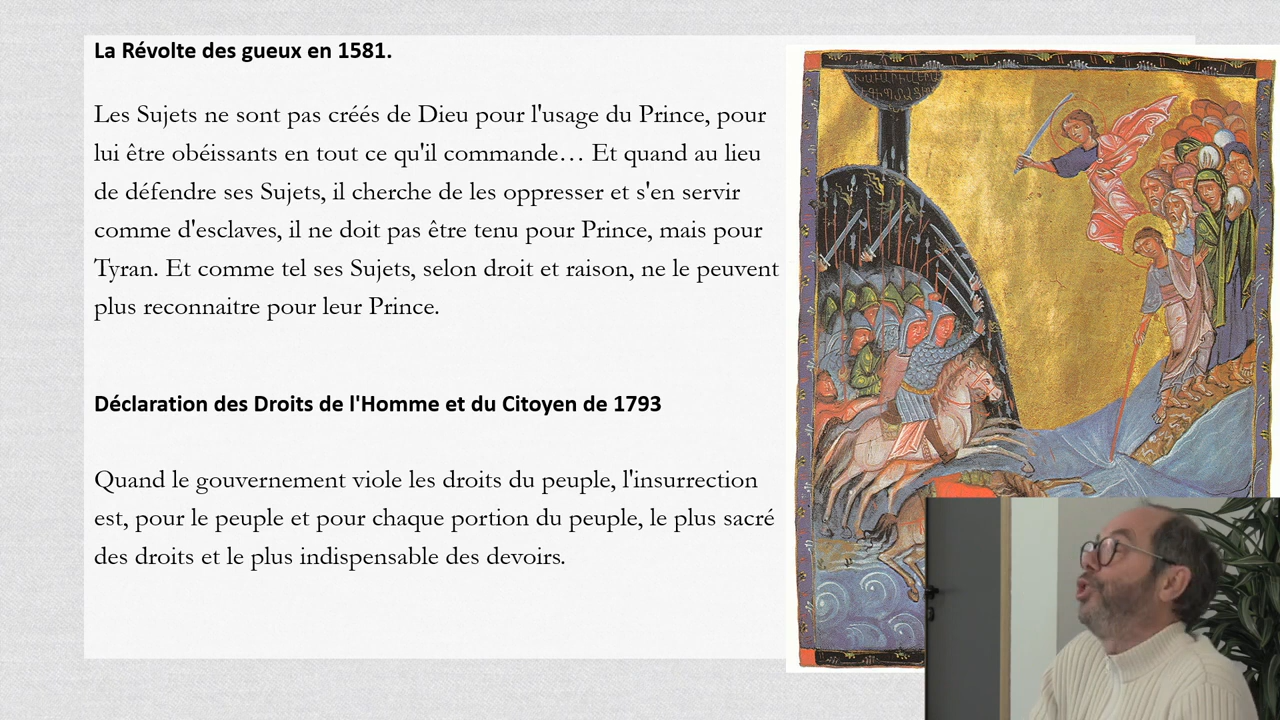 La Révolte des gueux en 1581.
Les Sujets ne sont pas créés de Dieu pour l'usage du Prince, pour
lui être obéissants en tout ce qu'il commande… Et quand au lieu
de défendre ses Sujets, il cherche de les oppresser et s'en servir
comme d'esclaves, il ne doit pas être tenu pour Prince, mais pour
Tyran. Et comme tel ses Sujets, selon droit et raison, ne le peuvent
plus reconnaitre pour leur Prince.
Déclaration des Droits de l'Homme et du Citoyen de 1793
Quand le gouvernement viole les droits du peuple, l'insurrection
est, pour le peuple et pour chaque portion du peuple, le plus sacré
des droits et le plus indispensable des devoirs.